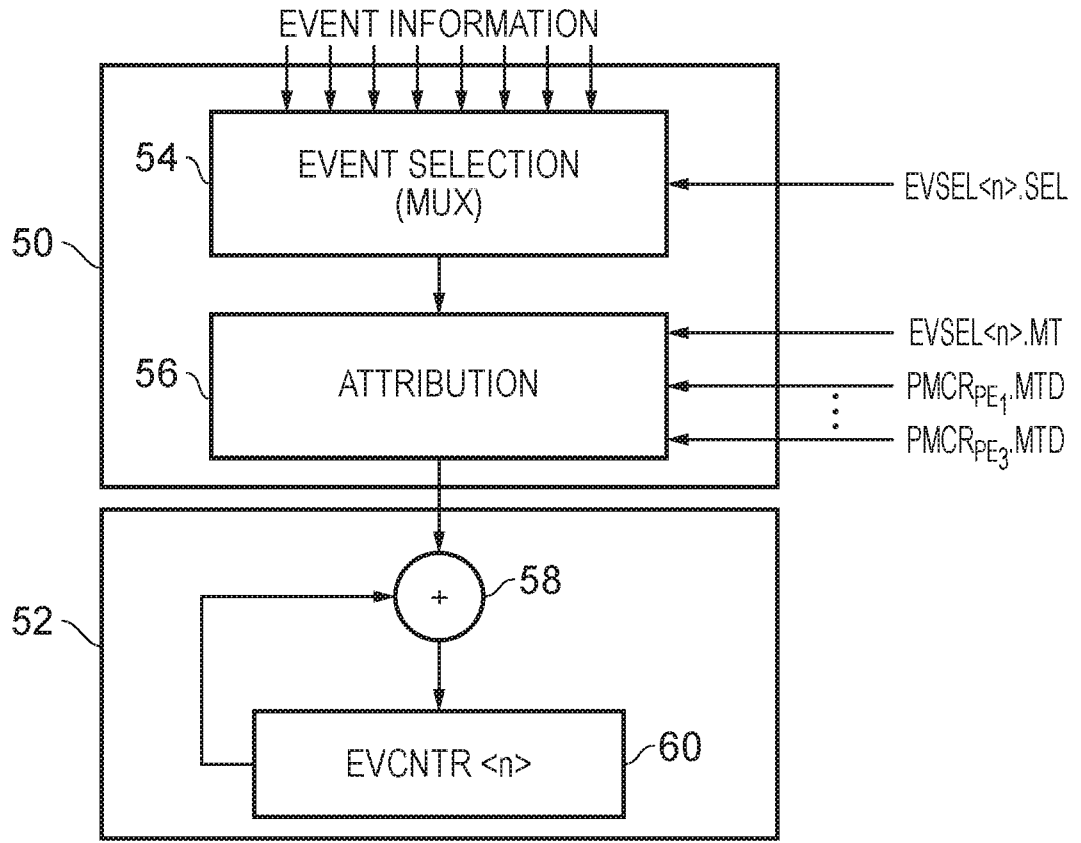 EVENT INFORMATION
54
EVENT SELECTION
(MUX)
EVSEL<n>.SEL
50
EVSEL<n>.MT
56
ATTRIBUTION
PMCRPE1.MTD
PMCRPE3.MTD
58
+
52
EVCNTR <n>
60